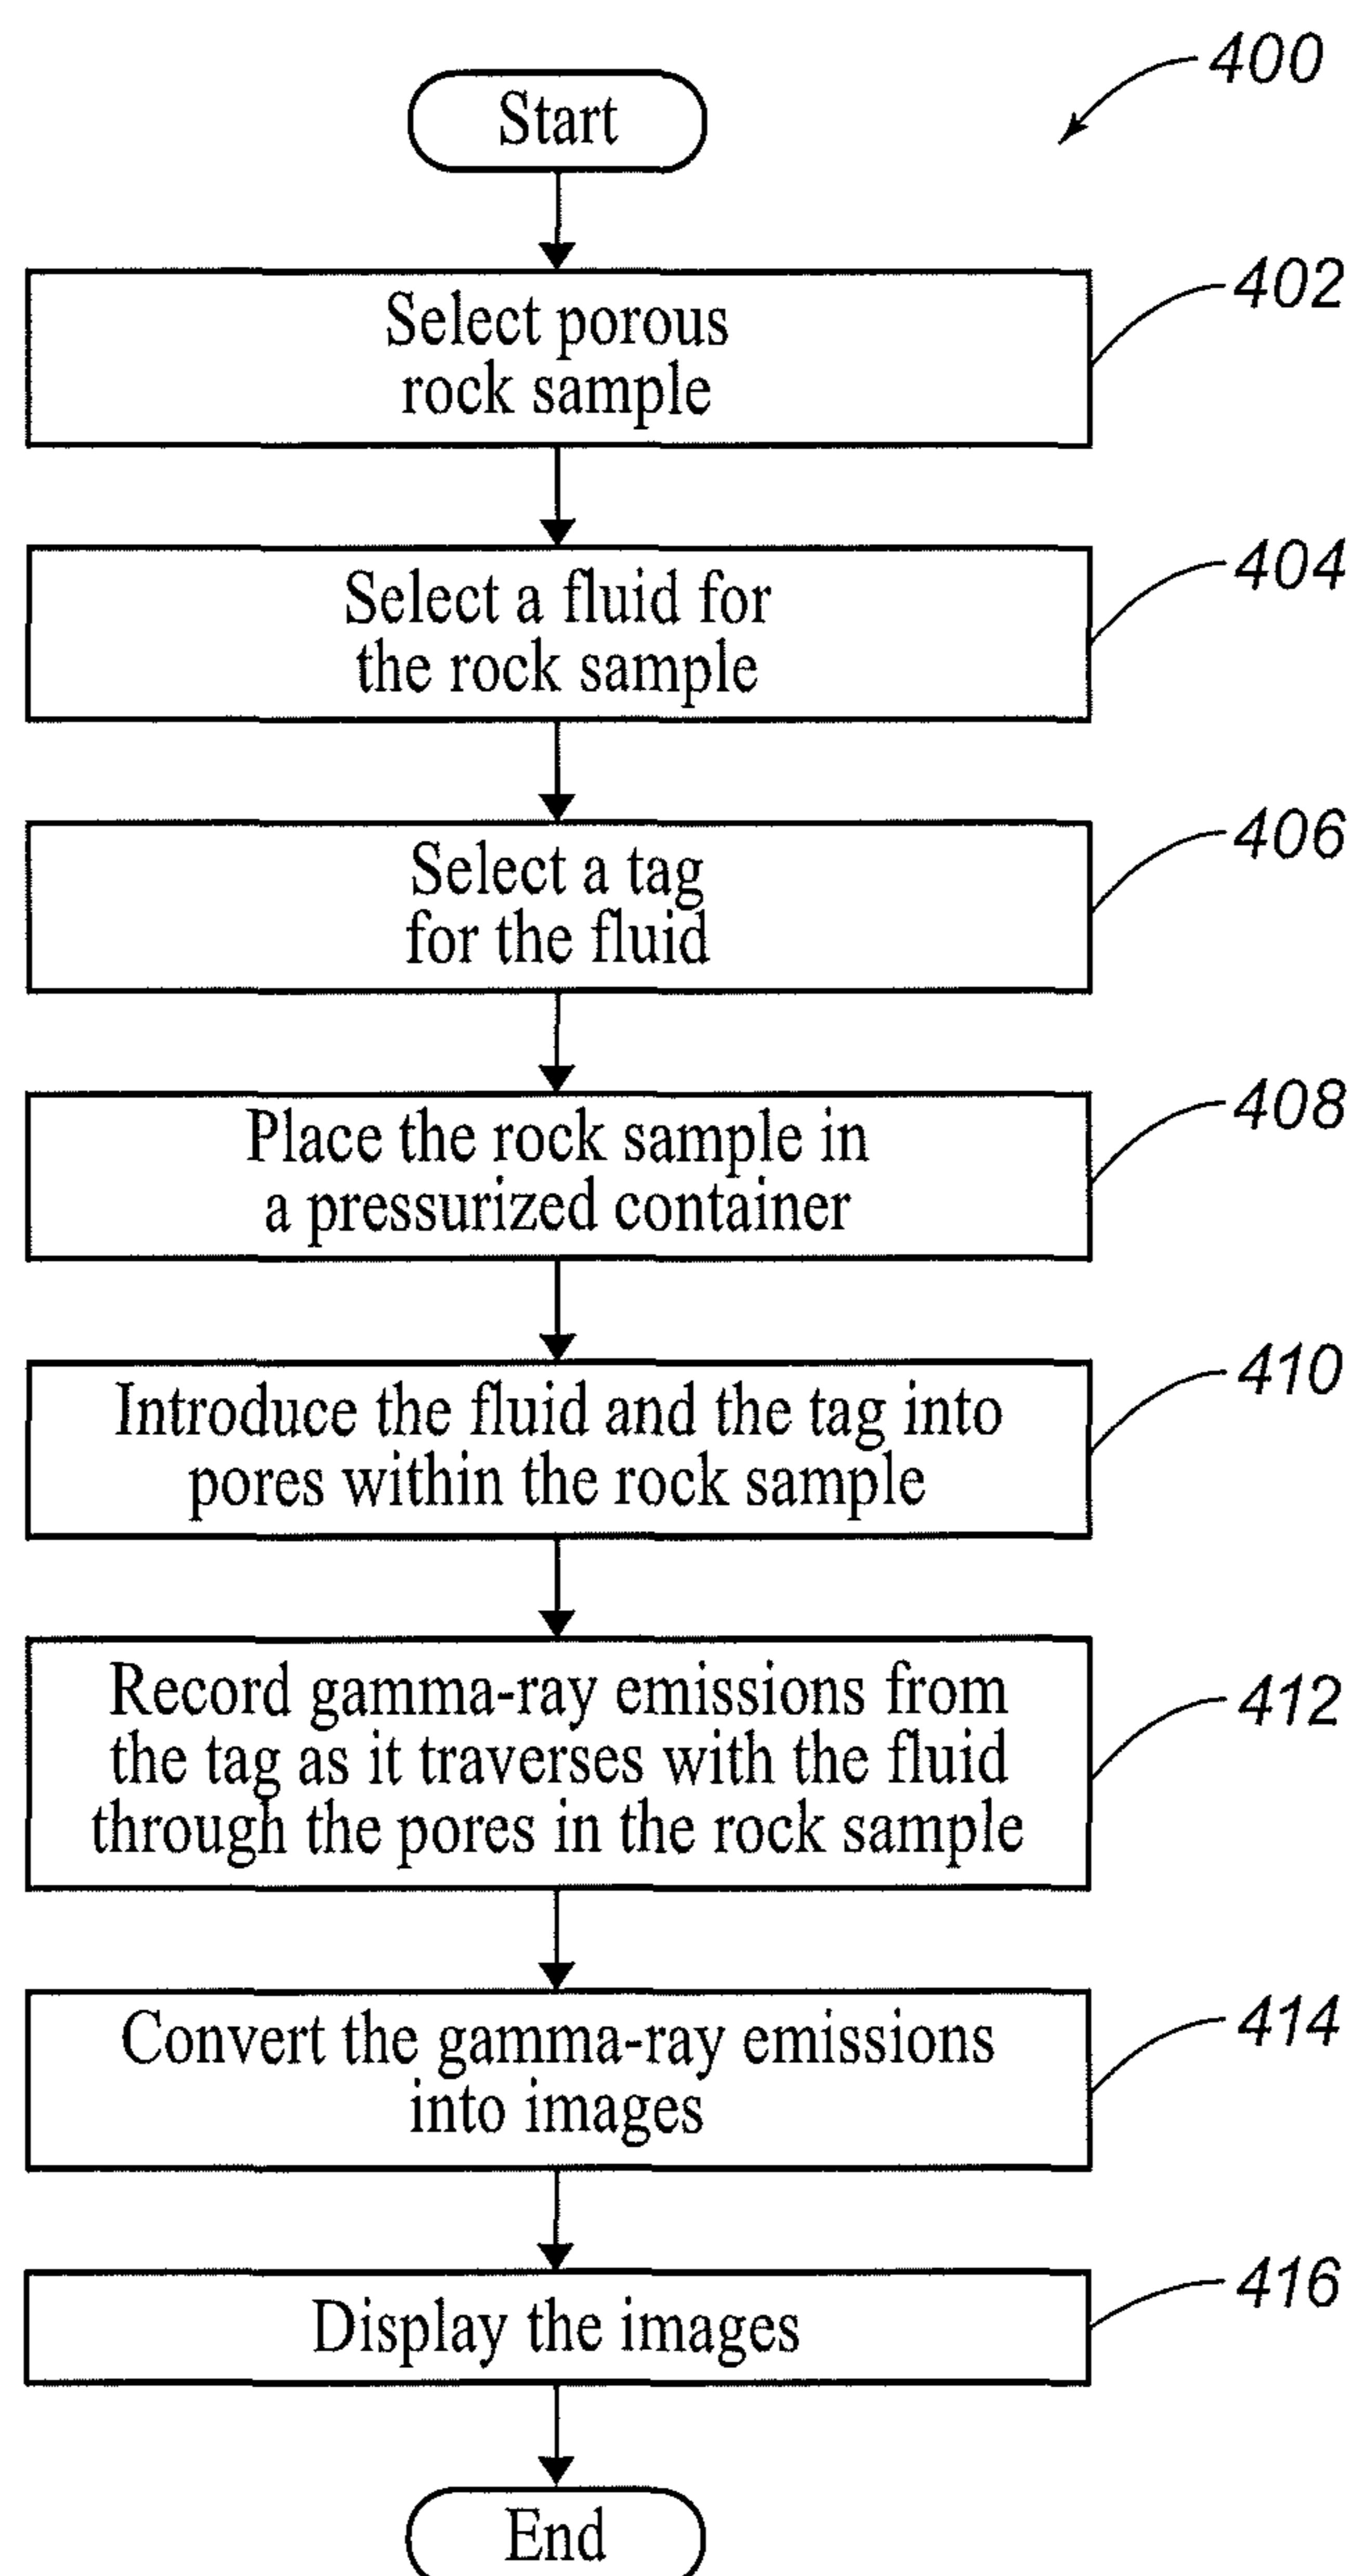 400
Start
402
Select porous
rock sample
404
Select a fluid for
the rock sample
406
Select a tag
for the fluid
408
Place the rock sample in
a pressurized container
410
Introduce the fluid and the tag into
pores within the rock sample
412
Record gamma-ray emissions from
the tag as it traverses with the fluid
through the pores in the rock sample
414
Convert the gamma-ray emissions
into images
416
Display the images
End